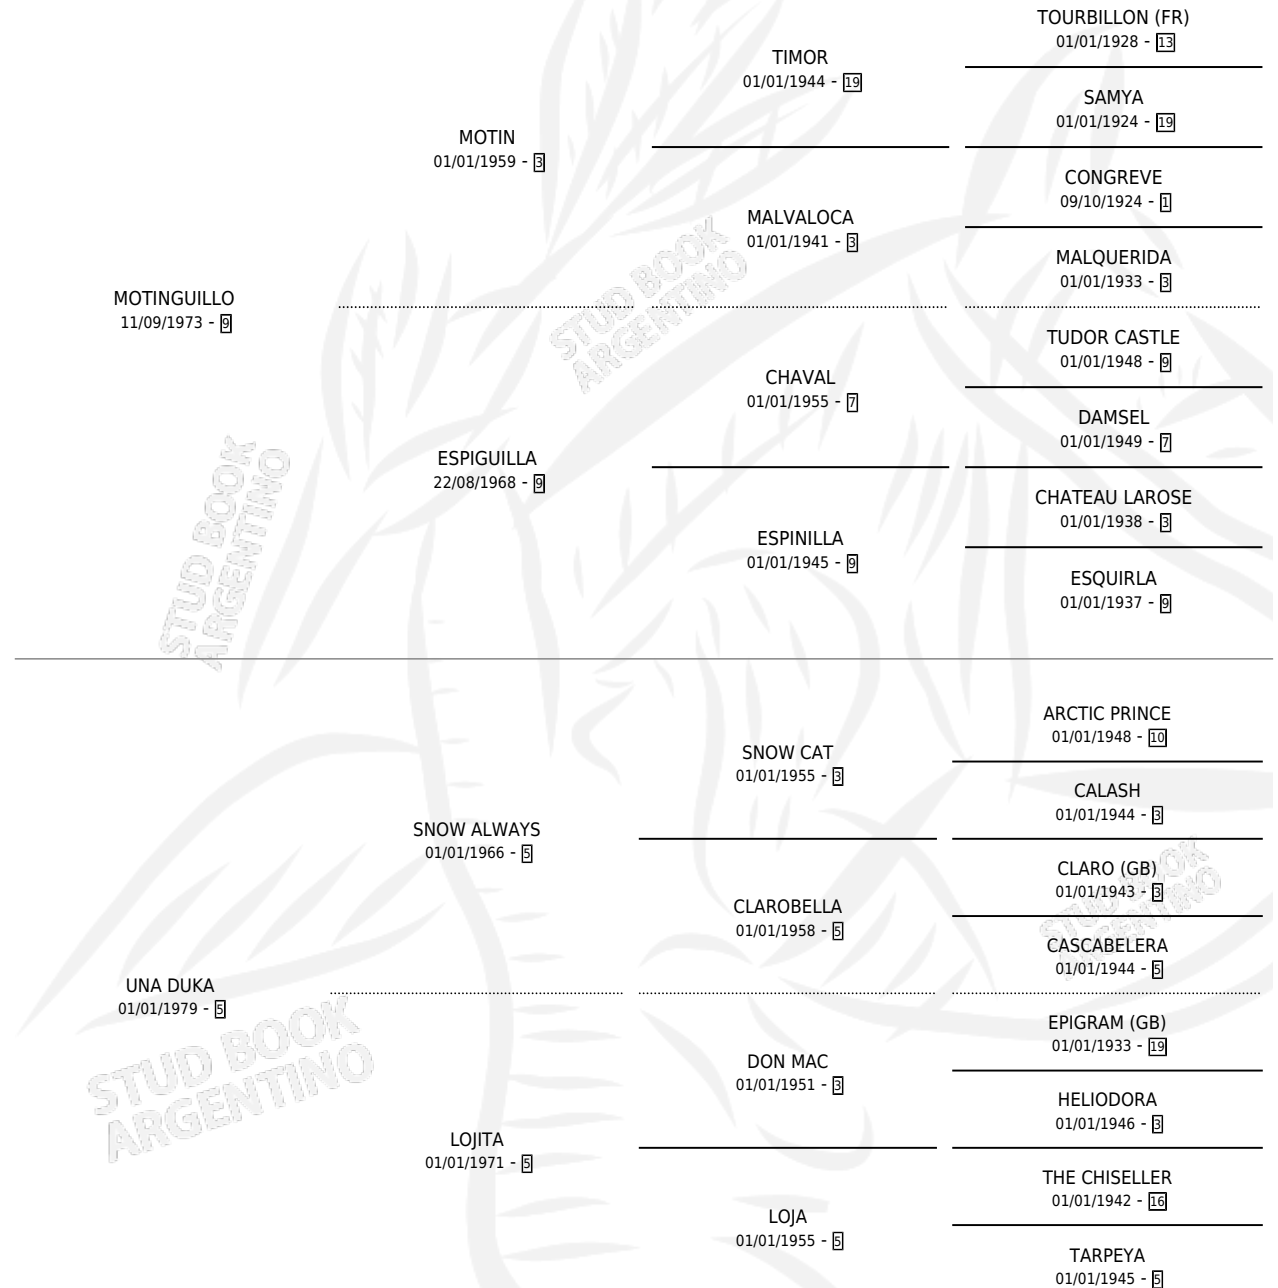 TOURBILLON (FR)
01/01/1928 - 13
TIMOR
01/01/1944 - 19
SAMYA
01/01/1924 - 19
MOTIN
01/01/1959 - 3
CONGREVE
09/10/1924 - 1
MALVALOCA
01/01/1941 - 3
MALQUERIDA
01/01/1933 - 3
MOTINGUILLO
11/09/1973 - 9
TUDOR CASTLE
01/01/1948 - 9
CHAVAL
01/01/1955 - 7
DAMSEL
01/01/1949 - 7
ESPIGUILLA
22/08/1968 - 9
CHATEAU LAROSE
01/01/1938 - 3
ESPINILLA
01/01/1945 - 9
ESQUIRLA
01/01/1937 - 9
STUD BOOK
ARGENTINO
STUD BOOK
ARGENTINO
ARCTIC PRINCE
01/01/1948 - 10
SNOW CAT
01/01/1955 - 3
CALASH
01/01/1944 - 3
SNOW ALWAYS
01/01/1966 - 5
CLARO (GB)
01/01/1943 - 3
CLAROBELLA
01/01/1958 - 5
CASCABELERA
01/01/1944 - 5
UNA DUKA
01/01/1979 - 5
EPIGRAM (GB)
01/01/1933 - 19
DON MAC
01/01/1951 - 3
HELIODORA
01/01/1946 - 3
LOJITA
01/01/1971 - 5
THE CHISELLER
01/01/1942 - 16
LOJA
01/01/1955 - 5
TARPEYA
01/01/1945 - 5
STUD BOOK
ARGENTINO
STUD BOOK
ARGENTINO